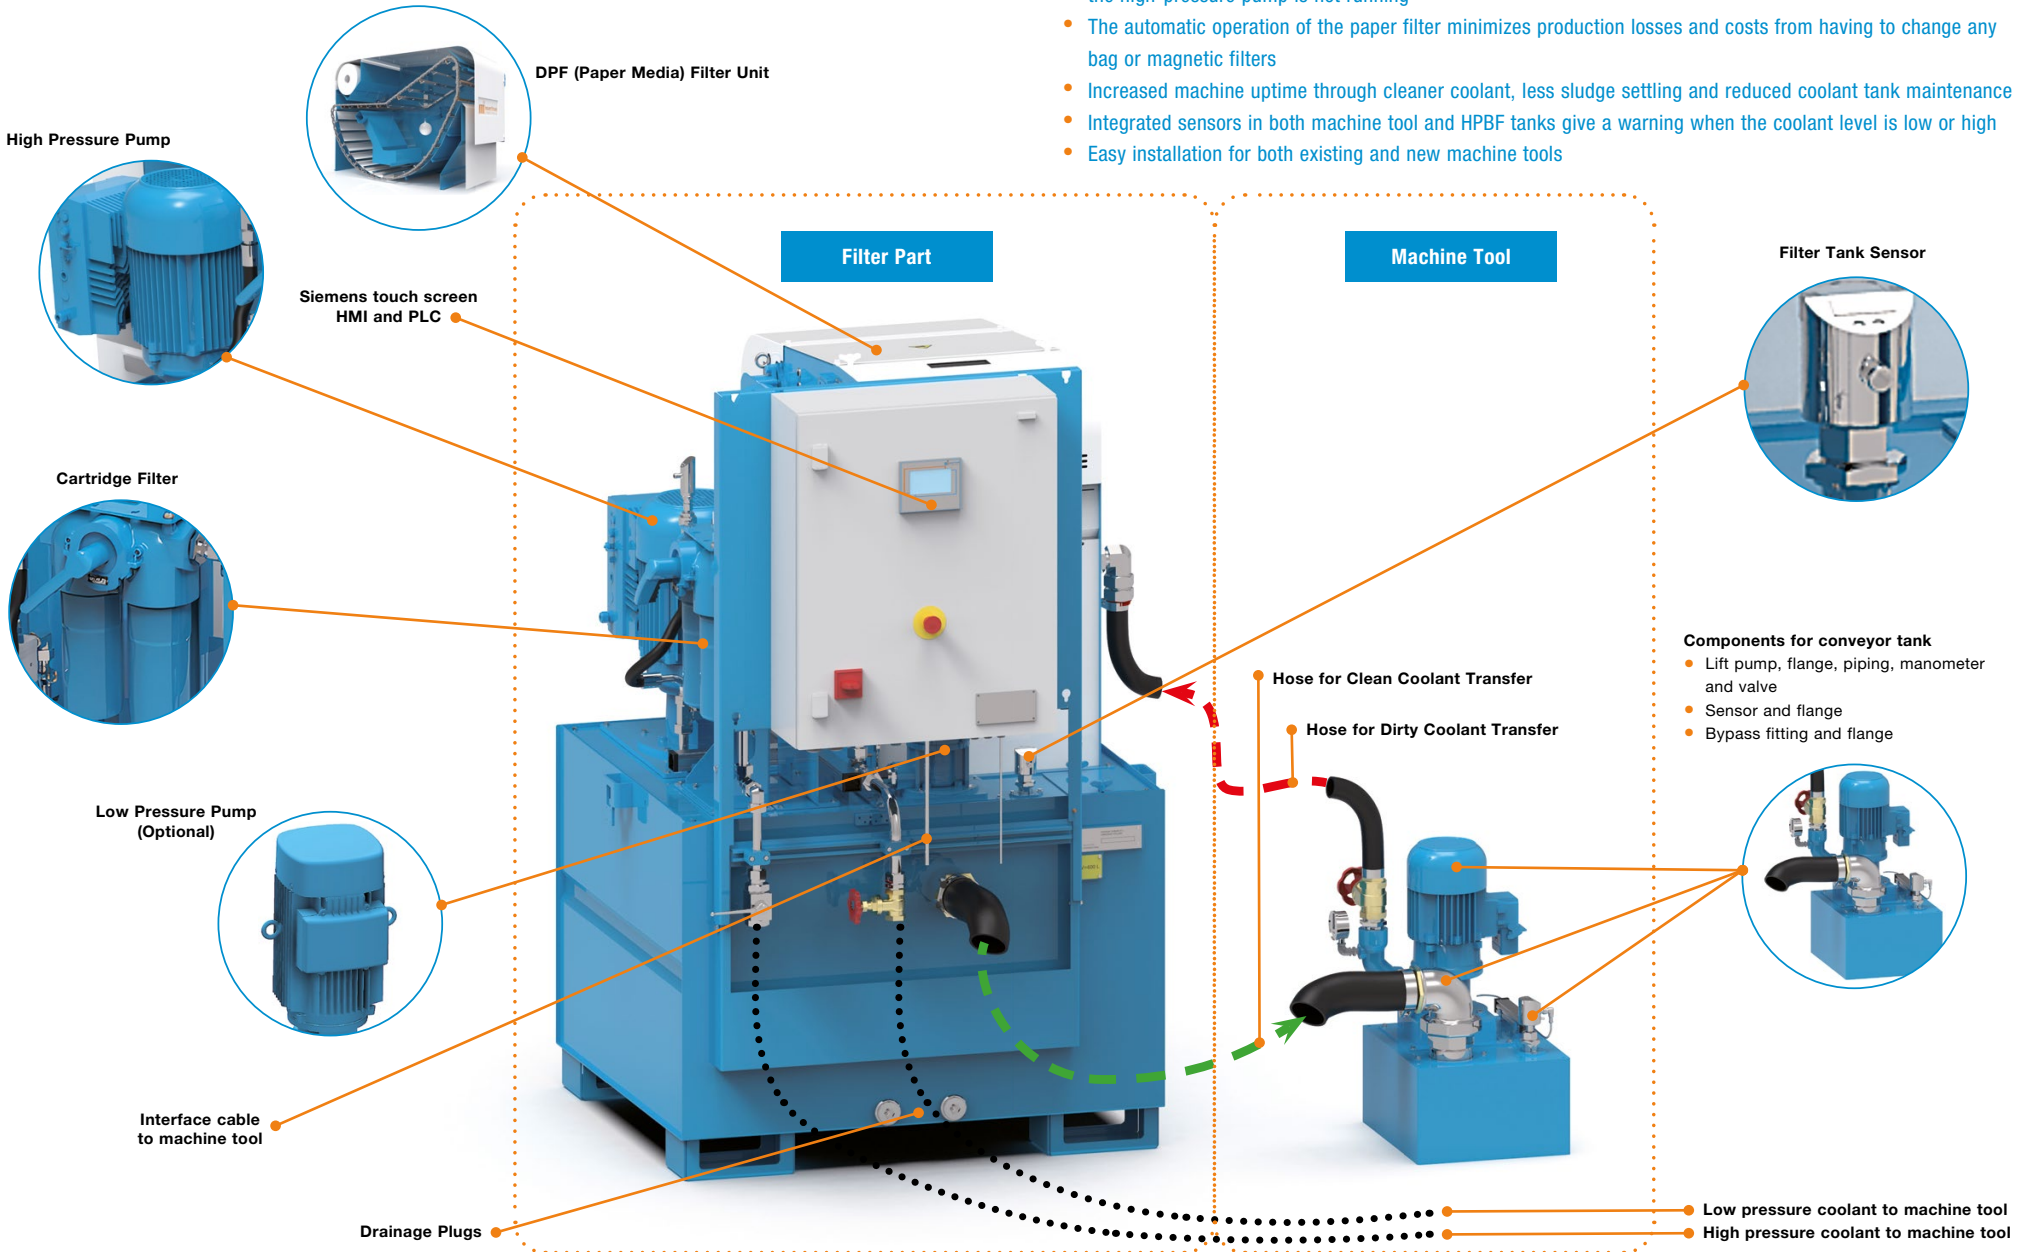 the high-pressure pump is not running
• The automatic operation of the paper filter minimizes production losses and costs from having to change any
bag or magnetic filters
• Increased machine uptime through cleaner coolant, less sludge settling and reduced coolant tank maintenance
• Integrated sensors in both machine tool and HPBF tanks give a warning when the coolant level is low or high
• Easy installation for both existing and new machine tools
DPF (Paper Media) Filter Unit
High Pressure Pump
Filter Part
Machine Tool
Filter Tank Sensor
Siemens touch screen
HMI and PLC
Cartridge Filter
Components for conveyor tank
• Lift pump, flange, piping, manometer
and valve
• Sensor and flange
• Bypass fitting and flange
Hose for Clean Coolant Transfer
Hose for Dirty Coolant Transfer
Low Pressure Pump
(Optional)
Interface cable
to machine tool
Drainage Plugs
Low pressure coolant to machine tool
High pressure coolant to machine tool